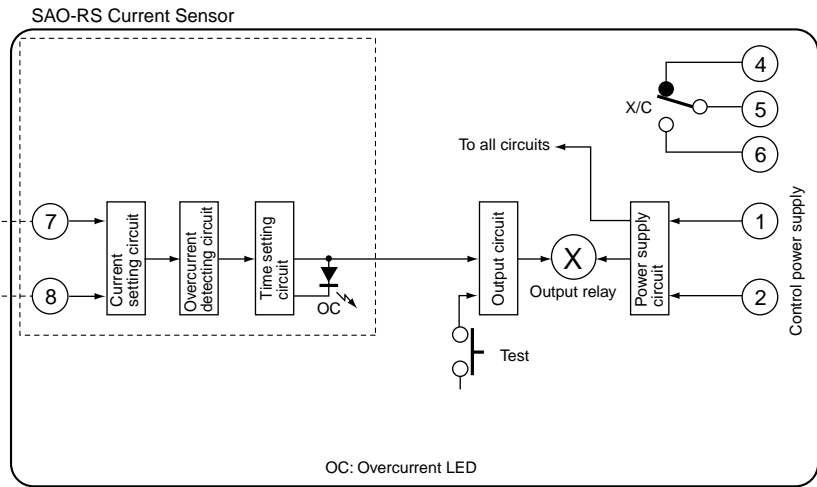 SAO-RS Current Sensor
4
X/C
5
To all circuits
6
7
8
Current
setting circuit
Overcurrent
detecting circuit
Time setting
circuit
OC
Output circuit
X
Output relay
Power supply
circuit
1
2
Control power supply
Test
OC: Overcurrent LED